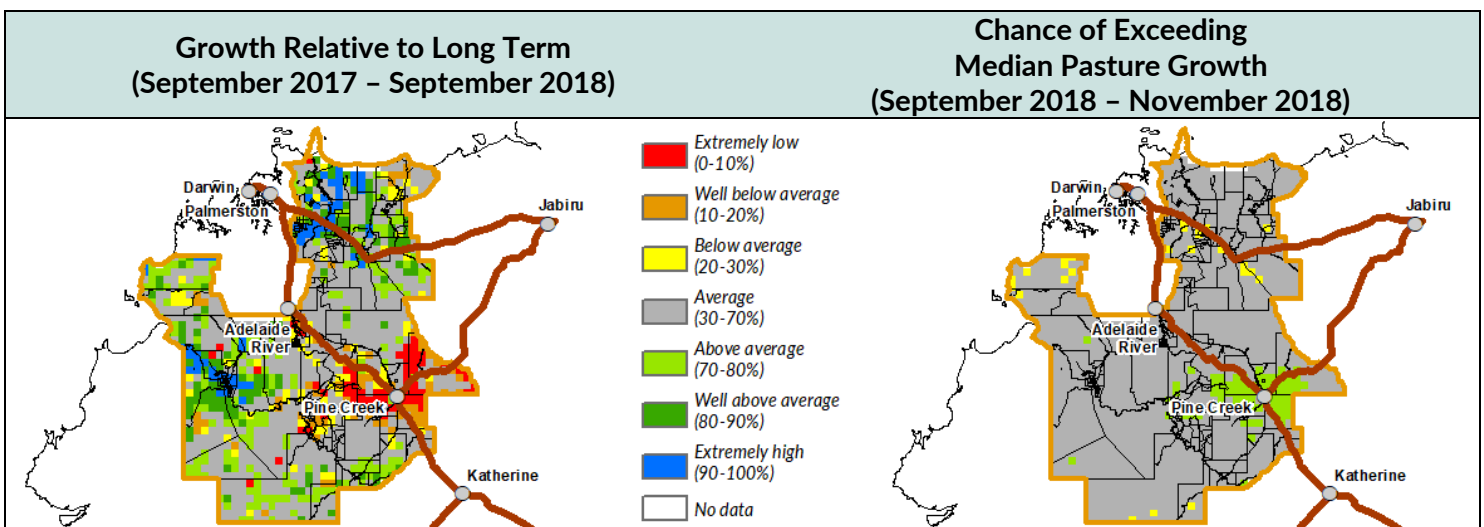 Growth Relative to Long Term
(September 2017 – September 2018)
Chance of Exceeding
Median Pasture Growth
(September 2018 – November 2018)
Darwin
Palmerston
Jabiru
Adelaide
River
Pine Creek
Katherine
Extremely low
(0-10%)
Well below average
(10-20%)
Below average
(20-30%)
Average
(30-70%)
Above average
(70-80%)
Well above average
(80-90%)
Extremely high
(90-100%)
No data
Darwin
Palmerston
Jabiru
Adelaide
River
Pine Creek
Katherine